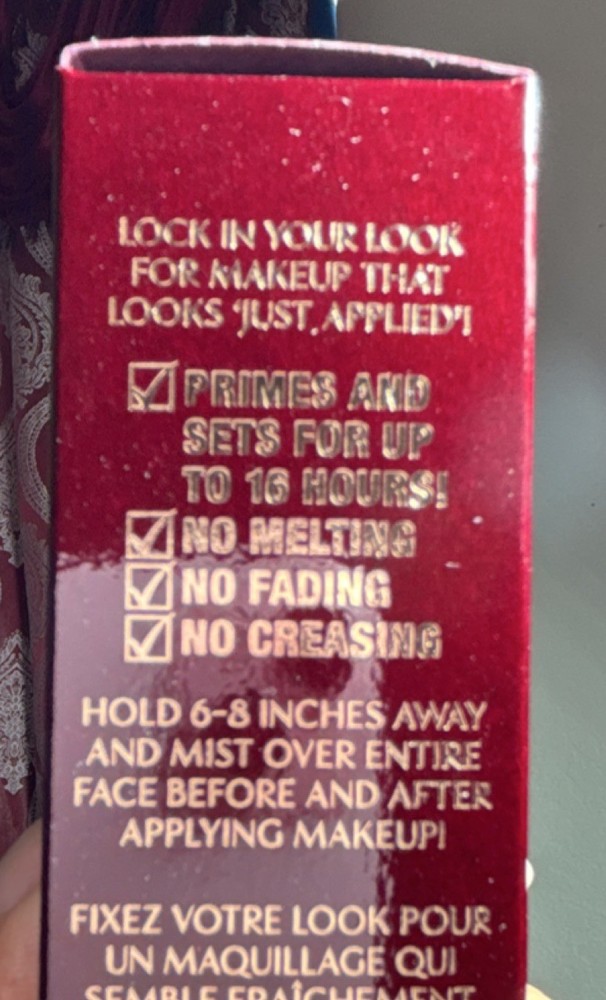 LOCK IN YOUR LOOK
FOR MAKEUP THAT
LOOKS 'JUST APPLIED'!
PRIMES AND
SETS FOR UP
TO 16 HOURS!
NO MELTING
NO FADING
NO CREASING
HOLD 6-8 INCHES AWAY
AND MIST OVER ENTIRE
FACE BEFORE AND AFTER
APPLYING MAKEUP!
FIXEZ VOTRE LOOK POUR
UN MAQUILLAGE QUI
SEMBLE FRAÎCHEMENT